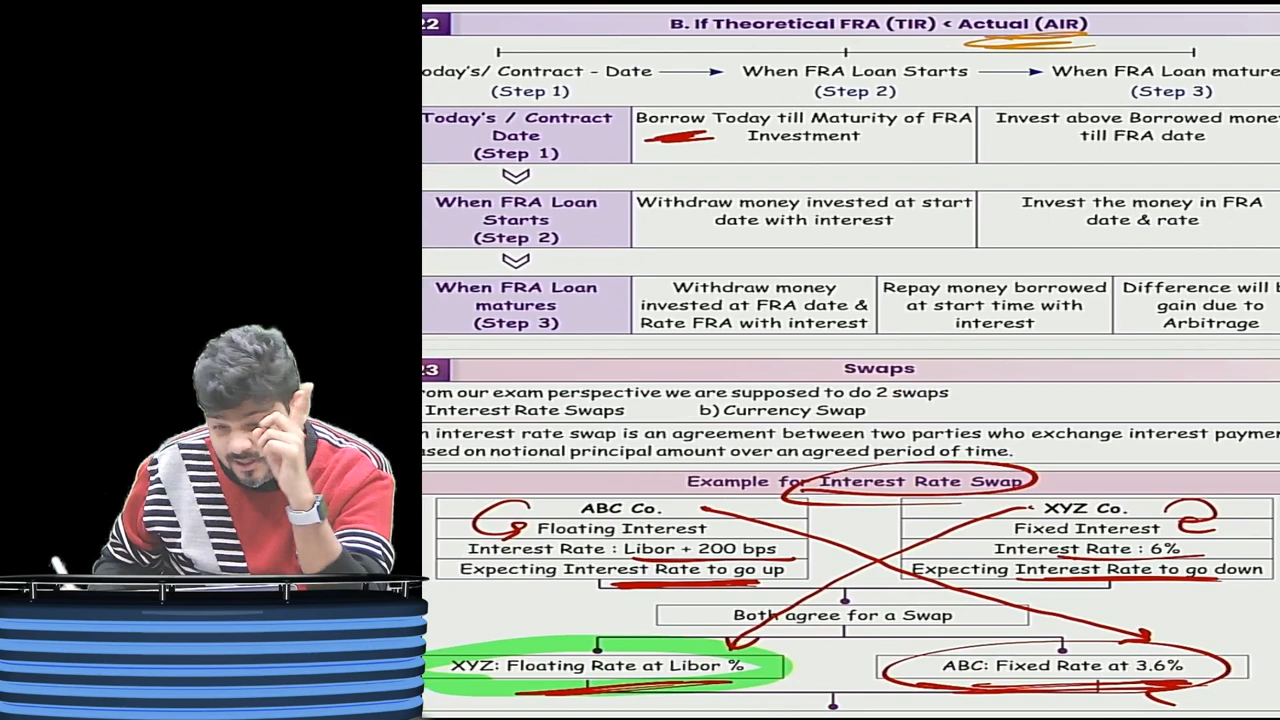 22 B. If Theoretical FRA (TIR) < Actual (AIR)
oday's/ Contract - Date When FRA Loan Starts When FRA Loan mature
(Step 1) (Step 2) (Step 3)
Today's / Contract Date (Step 1)
Borrow Today till Maturity of FRA Investment
Invest above Borrowed mone till FRA date
When FRA Loan Starts (Step 2)
Withdraw money invested at start date with interest
Invest the money in FRA date & rate
When FRA Loan matures (Step 3)
Withdraw money invested at FRA date & Rate FRA with interest
Repay money borrowed at start time with interest
Difference will b gain due to Arbitrage
23 Swaps
rom our exam perspective we are supposed to do 2 swaps
Interest Rate Swaps b) Currency Swap
n interest rate swap is an agreement between two parties who exchange interest paymen
ased on notional principal amount over an agreed period of time.
Example for Interest Rate Swap
ABC Co.
Floating Interest
Interest Rate : Libor + 200 bps
Expecting Interest Rate to go up
XYZ Co.
Fixed Interest
Interest Rate : 6%
Expecting Interest Rate to go down
Both agree for a Swap
XYZ: Floating Rate at Libor %
ABC: Fixed Rate at 3.6%